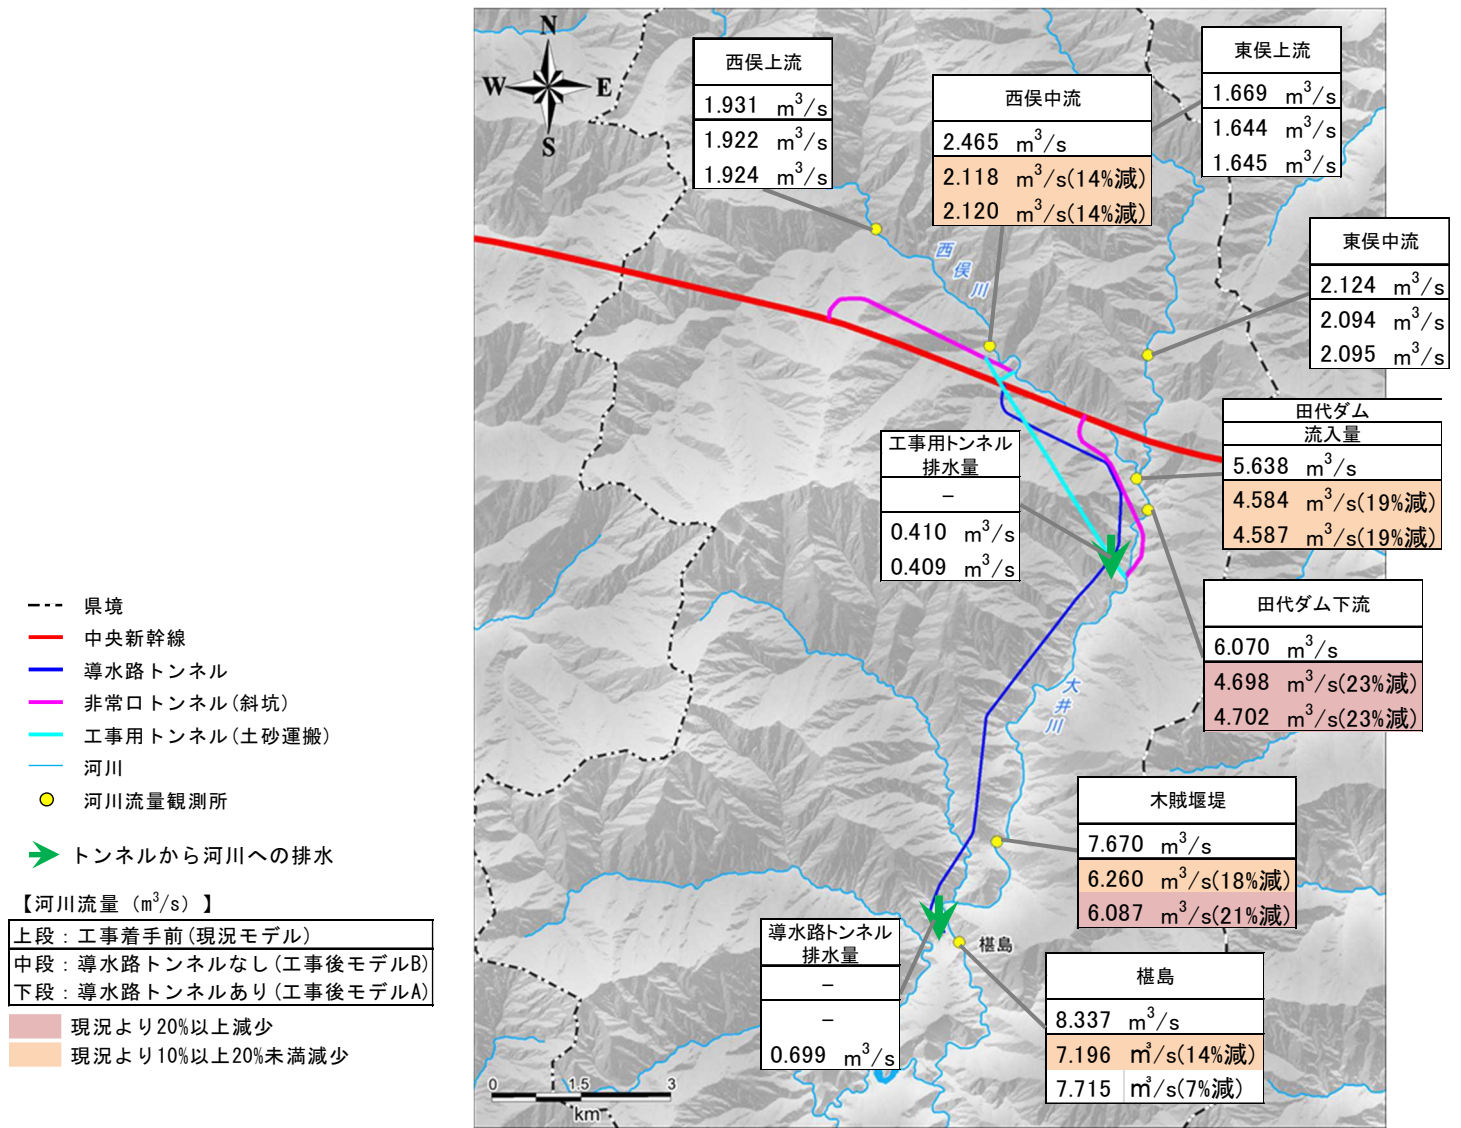 N
W
E
S
西俣上流
1.931 m³/s
1.922 m³/s
1.924 m³/s
西俣中流
2.465 m³/s
2.118 m³/s(14%減)
2.120 m³/s(14%減)
東俣上流
1.669 m³/s
1.644 m³/s
1.645 m³/s
東俣中流
2.124 m³/s
2.094 m³/s
2.095 m³/s
西俣川
田代ダム
流入量
5.638 m³/s
4.584 m³/s(19%減)
4.587 m³/s(19%減)
工事用トンネル
排水量
−
0.410 m³/s
0.409 m³/s
田代ダム下流
6.070 m³/s
4.698 m³/s(23%減)
4.702 m³/s(23%減)
大井川
木賊堰堤
7.670 m³/s
6.260 m³/s(18%減)
6.087 m³/s(21%減)
導水路トンネル
排水量
−
−
0.699 m³/s
椹島
椹島
8.337 m³/s
7.196 ㎥/s(14%減)
7.715 ㎥/s(7%減)
県境
中央新幹線
導水路トンネル
非常口トンネル(斜坑)
工事用トンネル(土砂運搬)
河川
河川流量観測所
トンネルから河川への排水
【河川流量（m³/s）】
上段：工事着手前(現況モデル)
中段：導水路トンネルなし(工事後モデルB)
下段：導水路トンネルあり(工事後モデルA)
現況より20%以上減少
現況より10%以上20%未満減少
0 1.5 3
km